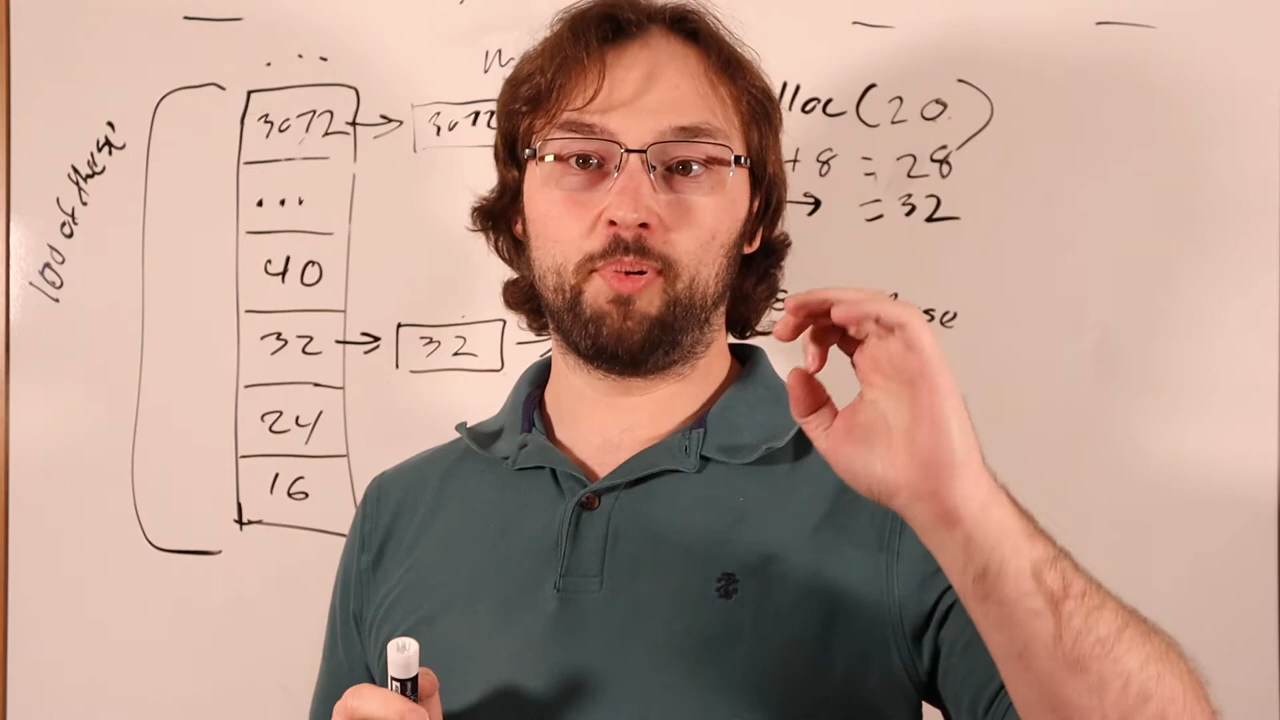 ...
3072 → 3072
...
40
32 → 32 →
24
16
100 of these
lloc(20)
+ 8 = 28
→ = 32
se